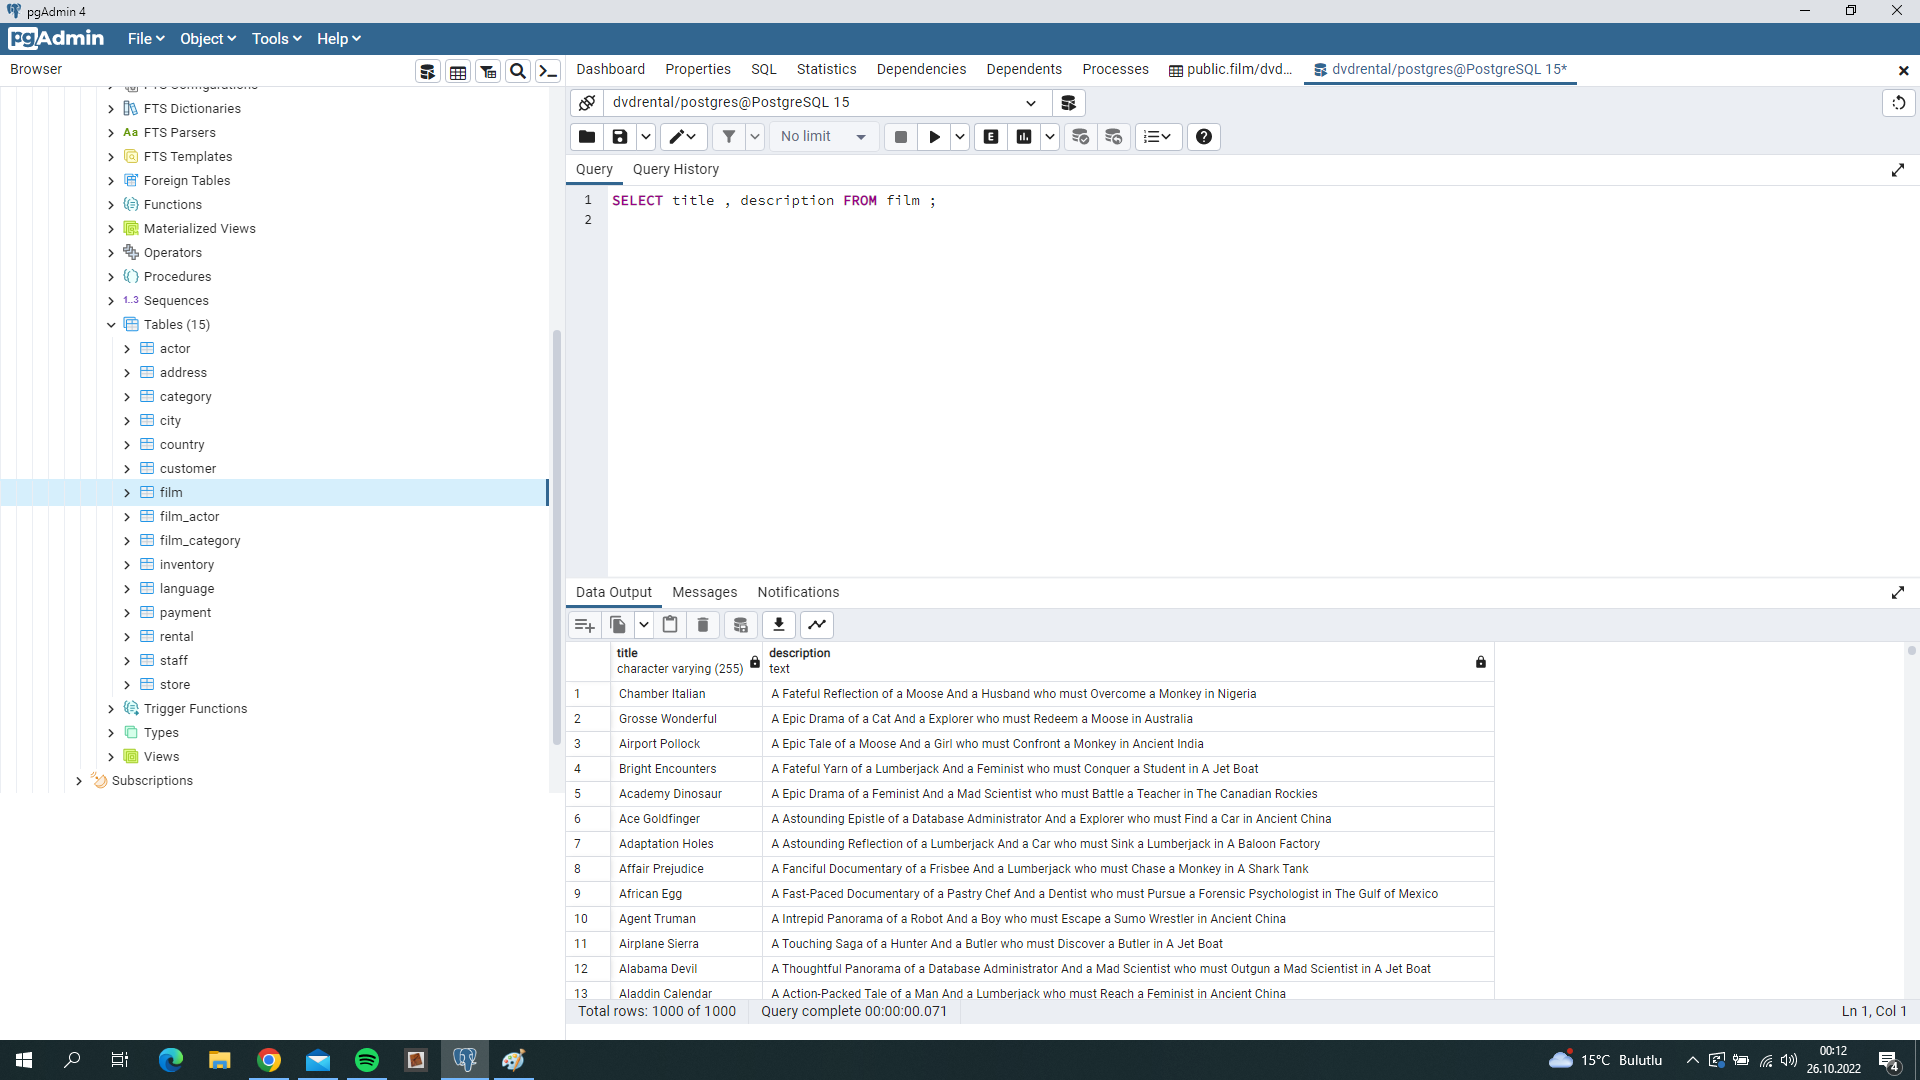 pgAdmin 4
pgAdmin File Object Tools Help
Browser
Dashboard Properties SQL Statistics Dependencies Dependents Processes public.film/dvd... dvdrental/postgres@PostgreSQL 15*
FTS Configurations
FTS Dictionaries
Aa FTS Parsers
FTS Templates
Foreign Tables
Functions
Materialized Views
Operators
Procedures
1..3 Sequences
Tables (15)
actor
address
category
city
country
customer
film
film_actor
film_category
inventory
language
payment
rental
staff
store
Trigger Functions
Types
Views
Subscriptions
dvdrental/postgres@PostgreSQL 15
No limit
E
Query Query History
1 SELECT title , description FROM film ;
2
Data Output Messages Notifications
title description
character varying (255) text
1 Chamber Italian A Fateful Reflection of a Moose And a Husband who must Overcome a Monkey in Nigeria
2 Grosse Wonderful A Epic Drama of a Cat And a Explorer who must Redeem a Moose in Australia
3 Airport Pollock A Epic Tale of a Moose And a Girl who must Confront a Monkey in Ancient India
4 Bright Encounters A Fateful Yarn of a Lumberjack And a Feminist who must Conquer a Student in A Jet Boat
5 Academy Dinosaur A Epic Drama of a Feminist And a Mad Scientist who must Battle a Teacher in The Canadian Rockies
6 Ace Goldfinger A Astounding Epistle of a Database Administrator And a Explorer who must Find a Car in Ancient China
7 Adaptation Holes A Astounding Reflection of a Lumberjack And a Car who must Sink a Lumberjack in A Baloon Factory
8 Affair Prejudice A Fanciful Documentary of a Frisbee And a Lumberjack who must Chase a Monkey in A Shark Tank
9 African Egg A Fast-Paced Documentary of a Pastry Chef And a Dentist who must Pursue a Forensic Psychologist in The Gulf of Mexico
10 Agent Truman A Intrepid Panorama of a Robot And a Boy who must Escape a Sumo Wrestler in Ancient China
11 Airplane Sierra A Touching Saga of a Hunter And a Butler who must Discover a Butler in A Jet Boat
12 Alabama Devil A Thoughtful Panorama of a Database Administrator And a Mad Scientist who must Outgun a Mad Scientist in A Jet Boat
13 Aladdin Calendar A Action-Packed Tale of a Man And a Lumberjack who must Reach a Feminist in Ancient China
Total rows: 1000 of 1000 Query complete 00:00:00.071 Ln 1, Col 1
15°C Bulutlu 00:12
26.10.2022 4